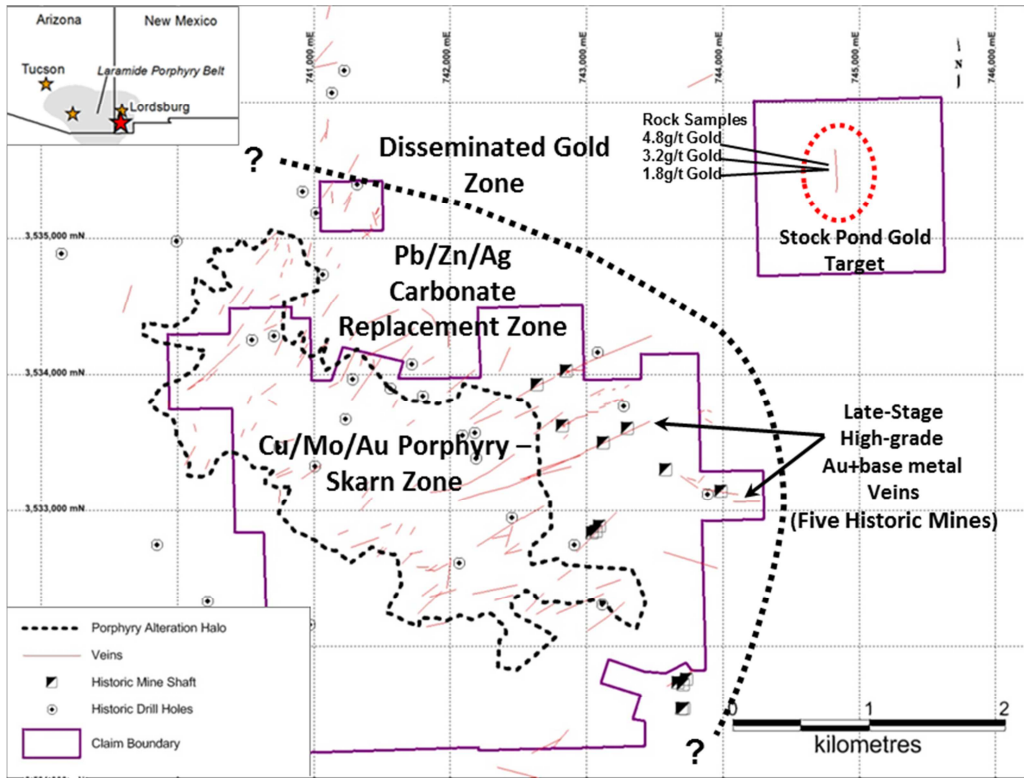 Arizona
New Mexico
Tucson
Laramide Porphyry Belt
Lordsburg
741,000 mE
742,000 mE
743,000 mE
744,000 mE
745,000 mE
746,000 mE
N
?
Disseminated Gold
Zone
Rock Samples
4.8g/t Gold
3.2g/t Gold
1.8g/t Gold
Stock Pond Gold
Target
3,535,000 mN
Pb/Zn/Ag
Carbonate
Replacement Zone
3,534,000 mN
Cu/Mo/Au Porphyry –
Skarn Zone
Late-Stage
High-grade
Au+base metal
Veins
(Five Historic Mines)
3,533,000 mN
Porphyry Alteration Halo
Veins
Historic Mine Shaft
Historic Drill Holes
Claim Boundary
?
0 1 2
kilometres